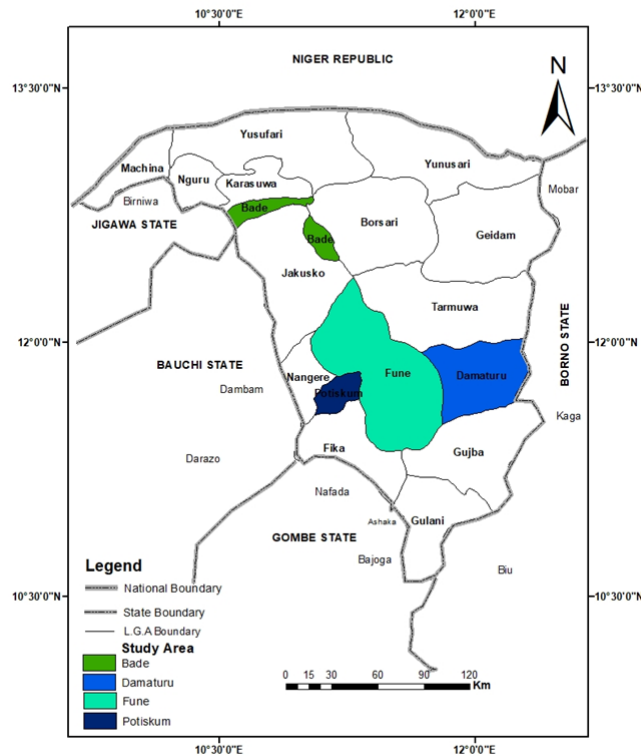 10°30'0"E 12°0'0"E
NIGER REPUBLIC
N
13°30'0"N 13°30'0"N
Yusufari
Machina Yunusari
Nguru Karasuwa Mobar
Birniwa
Bade
JIGAWA STATE Borsari
Bade Geidam
Jakusko
Tarmuwa
BORNO STATE
12°0'0"N 12°0'0"N
BAUCHI STATE
Nangere Fune Damaturu
Dambam Potiskum
Kaga
Fika Gujba
Darazo
Nafada
Ashaka Gulani
GOMBE STATE
Bajoga Biu
Legend
National Boundary
10°30'0"N 10°30'0"N
State Boundary
L.G.A Boundary
Study Area
Bade
Damaturu
Fune
Potiskum
0 15 30 60 90 120
Km
10°30'0"E 12°0'0"E